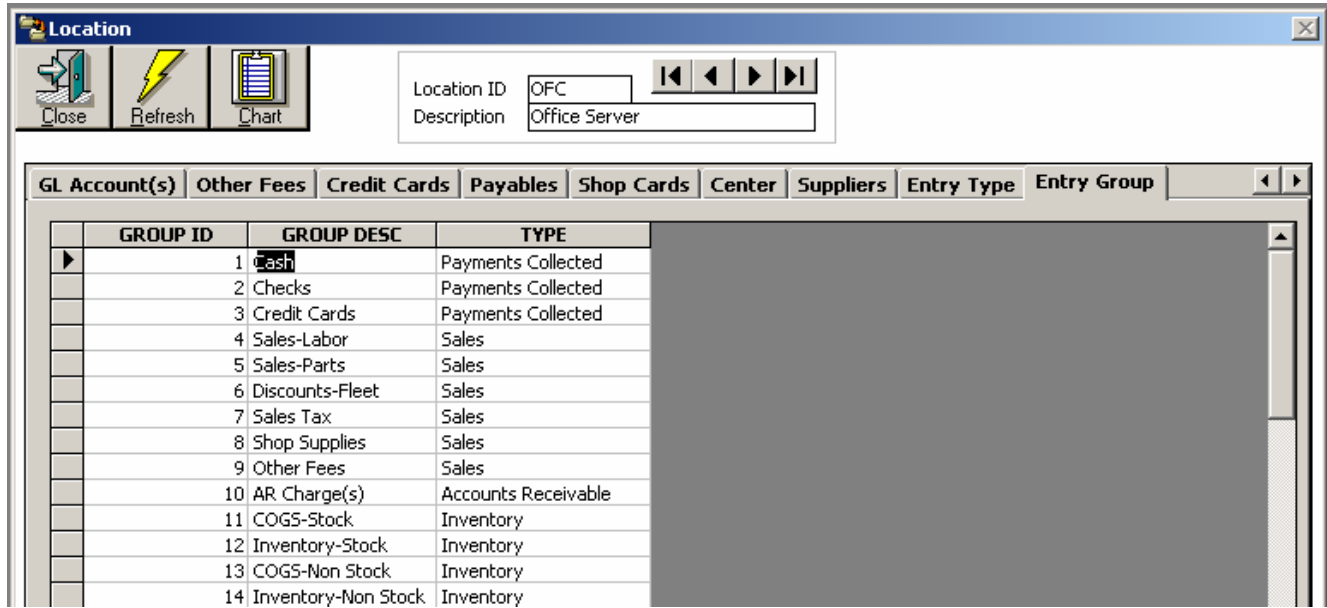 Location
Close Refresh Chart
Location ID OFC
Description Office Server
GL Account(s) Other Fees Credit Cards Payables Shop Cards Center Suppliers Entry Type Entry Group
GROUP ID GROUP DESC TYPE
1 Cash Payments Collected
2 Checks Payments Collected
3 Credit Cards Payments Collected
4 Sales-Labor Sales
5 Sales-Parts Sales
6 Discounts-Fleet Sales
7 Sales Tax Sales
8 Shop Supplies Sales
9 Other Fees Sales
10 AR Charge(s) Accounts Receivable
11 COGS-Stock Inventory
12 Inventory-Stock Inventory
13 COGS-Non Stock Inventory
14 Inventory-Non Stock Inventory